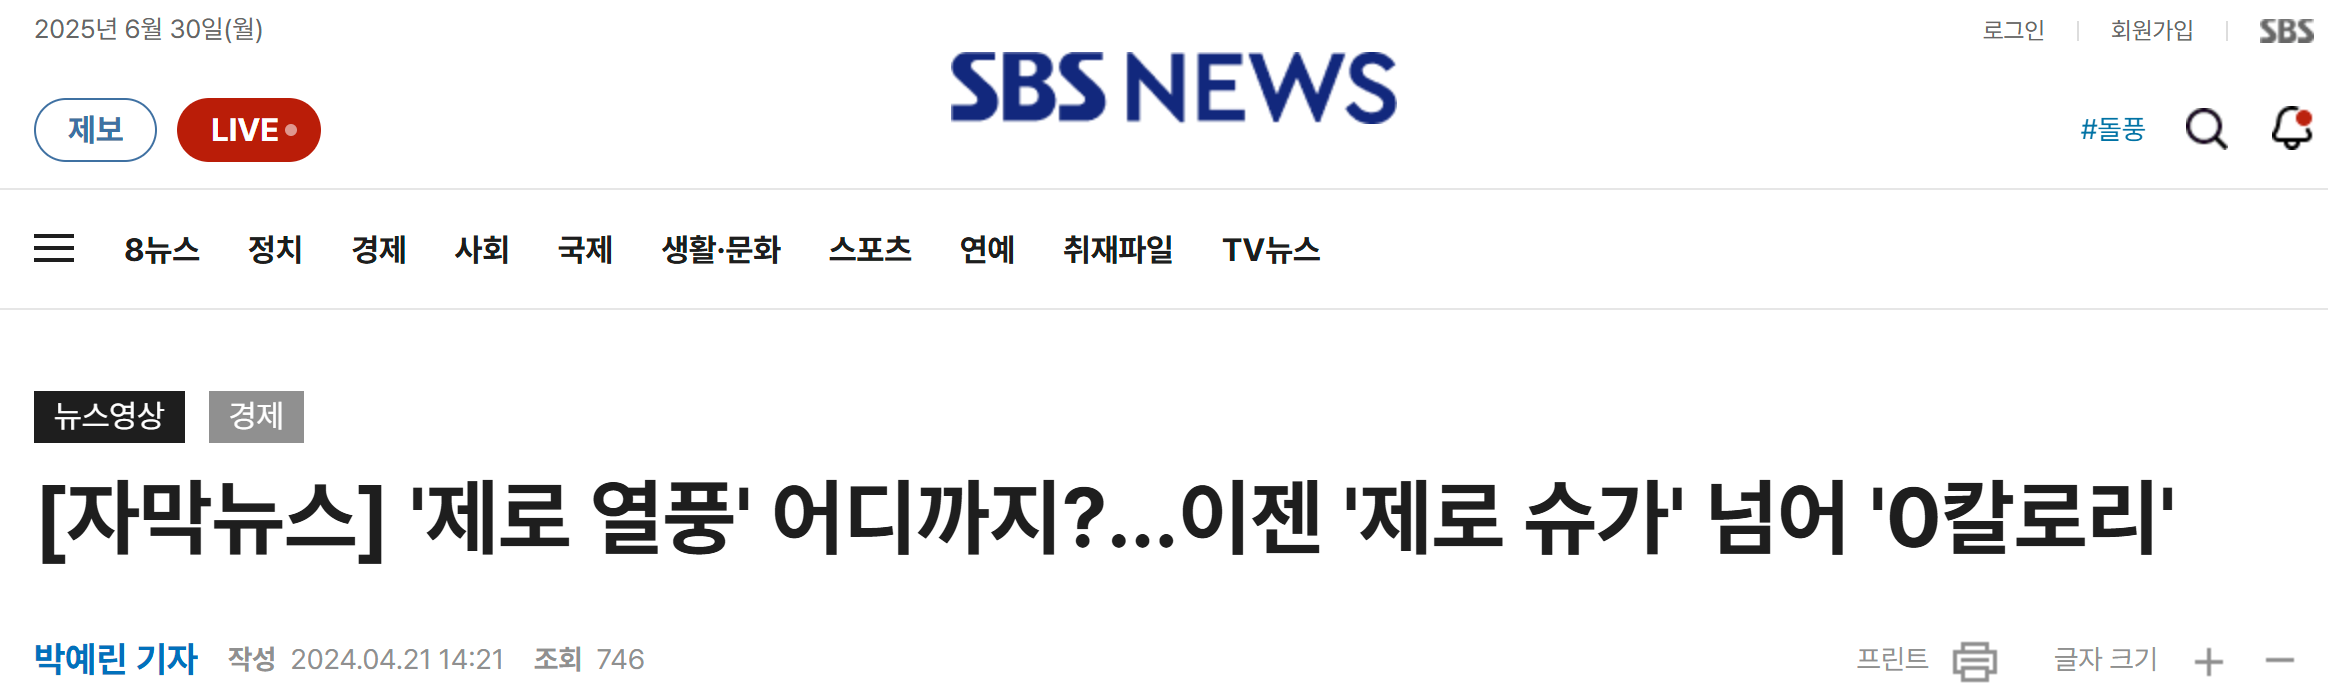 2025년 6월 30일(월)
로그인 회원가입 SBS
SBS NEWS
제보 LIVE
#돌풍
8뉴스 정치 경제 사회 국제 생활·문화 스포츠 연예 취재파일 TV뉴스
뉴스영상 경제
[자막뉴스] '제로 열풍' 어디까지?…이젠 '제로 슈가' 넘어 '0칼로리'
박예린 기자 작성 2024.04.21 14:21 조회 746
프린트 글자 크기